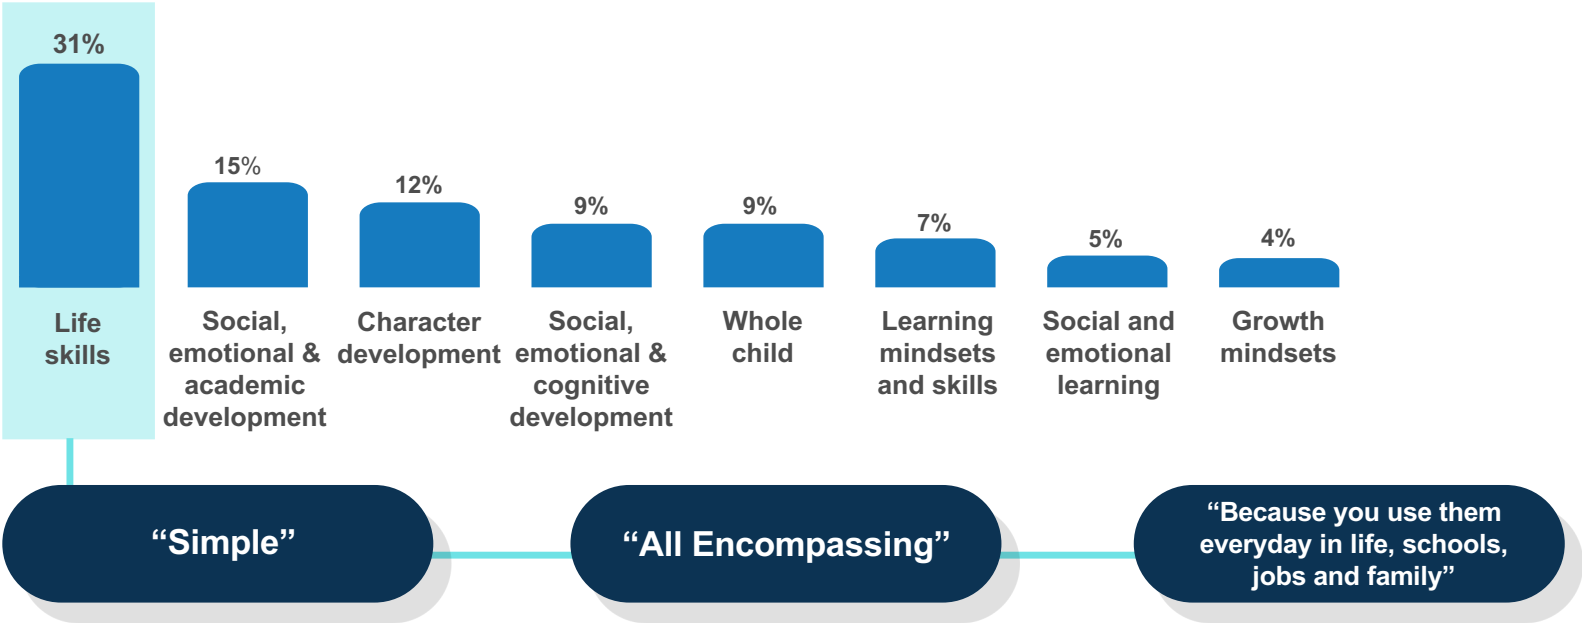 31%
15%
12%
9%
9%
7%
5%
4%
Life
skills
Social,
emotional &
academic
development
Character
development
Social,
emotional &
cognitive
development
Whole
child
Learning
mindsets
and skills
Social and
emotional
learning
Growth
mindsets
“Simple”
“All Encompassing”
“Because you use them
everyday in life, schools,
jobs and family”